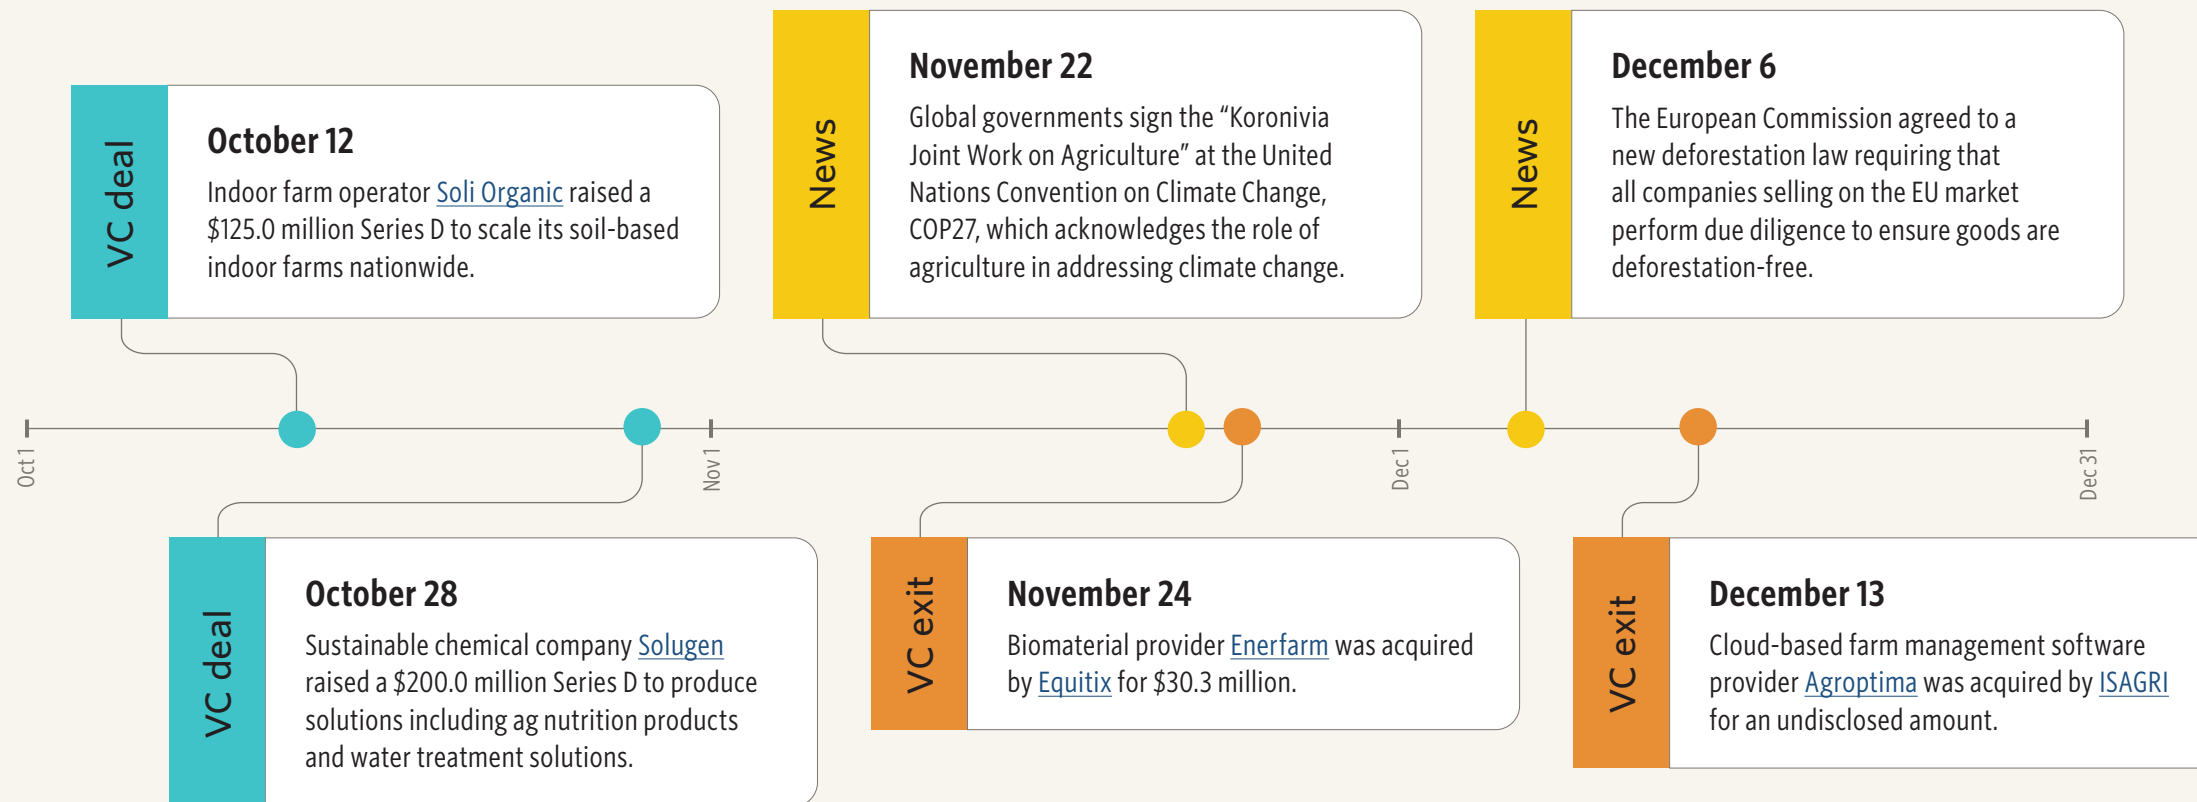 VC deal
October 12
Indoor farm operator Soli Organic raised a
$125.0 million Series D to scale its soil-based
indoor farms nationwide.
News
November 22
Global governments sign the “Koronivia
Joint Work on Agriculture” at the United
Nations Convention on Climate Change,
COP27, which acknowledges the role of
agriculture in addressing climate change.
News
December 6
The European Commission agreed to a
new deforestation law requiring that
all companies selling on the EU market
perform due diligence to ensure goods are
deforestation-free.
Oct 1
Nov 1
Dec 1
Dec 31
VC deal
October 28
Sustainable chemical company Solugen
raised a $200.0 million Series D to produce
solutions including ag nutrition products
and water treatment solutions.
VC exit
November 24
Biomaterial provider Enerfarm was acquired
by Equitix for $30.3 million.
VC exit
December 13
Cloud-based farm management software
provider Agroptima was acquired by ISAGRI
for an undisclosed amount.